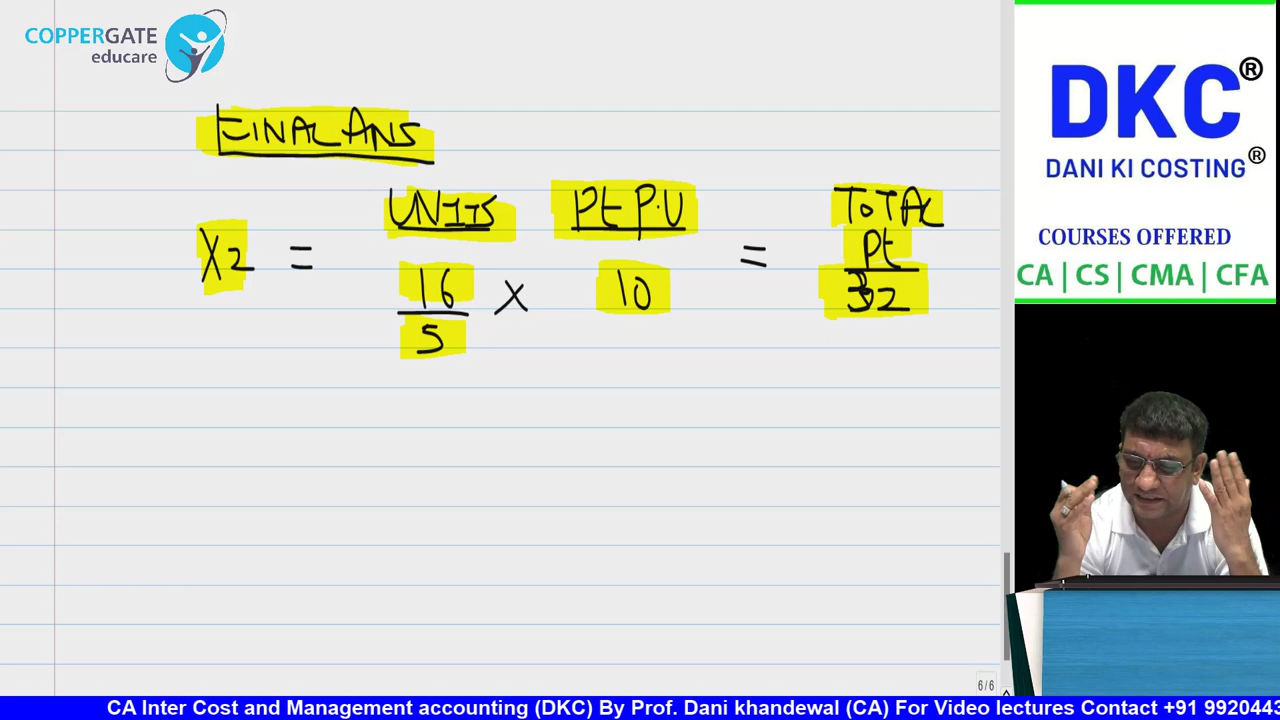 COPPERGATE
educare
FINAL ANS
UNITS Pt P.U TOTAL
Pt
X2 = 16/5 X 10 = 32
6/6
DKC®
DANI KI COSTING®
COURSES OFFERED
CA | CS | CMA | CFA
CA Inter Cost and Management accounting (DKC) By Prof. Dani khandewal (CA) For Video lectures Contact +91 9920443